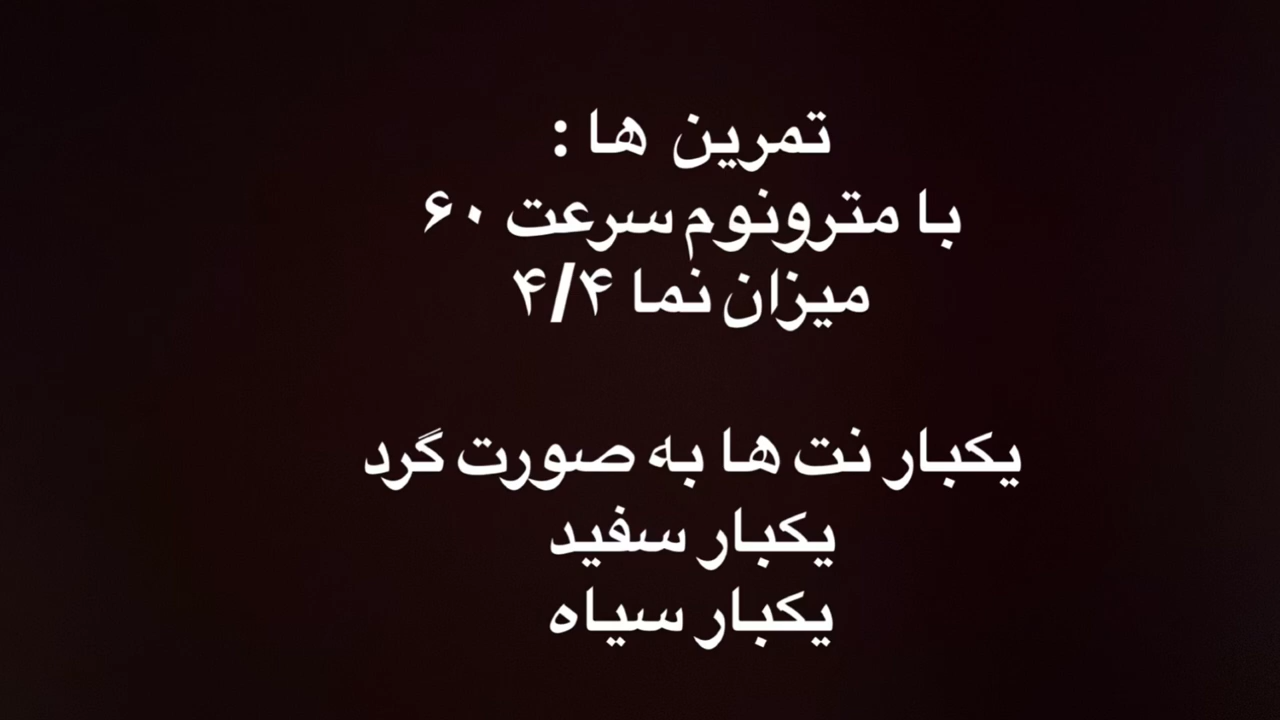 تمرین ها :
با مترونوم سرعت ۶۰
میزان نما ۴/۴
یکبار نت ها به صورت گرد
یکبار سفید
یکبار سیاه